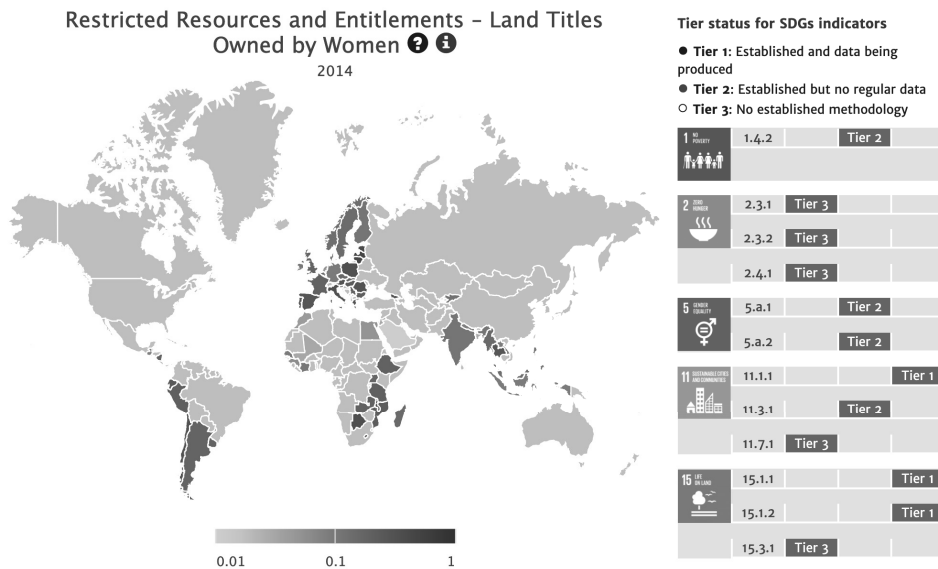 Restricted Resources and Entitlements – Land Titles
Owned by Women ? i
2014
0.01 0.1 1
Tier status for SDGs indicators
● Tier 1: Established and data being
produced
● Tier 2: Established but no regular data
○ Tier 3: No established methodology
1 NO
POVERTY
1.4.2 Tier 2
2 ZERO
HUNGER
2.3.1 Tier 3
2.3.2 Tier 3
2.4.1 Tier 3
5 GENDER
EQUALITY
5.a.1 Tier 2
5.a.2 Tier 2
11 SUSTAINABLE CITIES
AND COMMUNITIES
11.1.1 Tier 1
11.3.1 Tier 2
11.7.1 Tier 3
15 LIFE
ON LAND
15.1.1 Tier 1
15.1.2 Tier 1
15.3.1 Tier 3